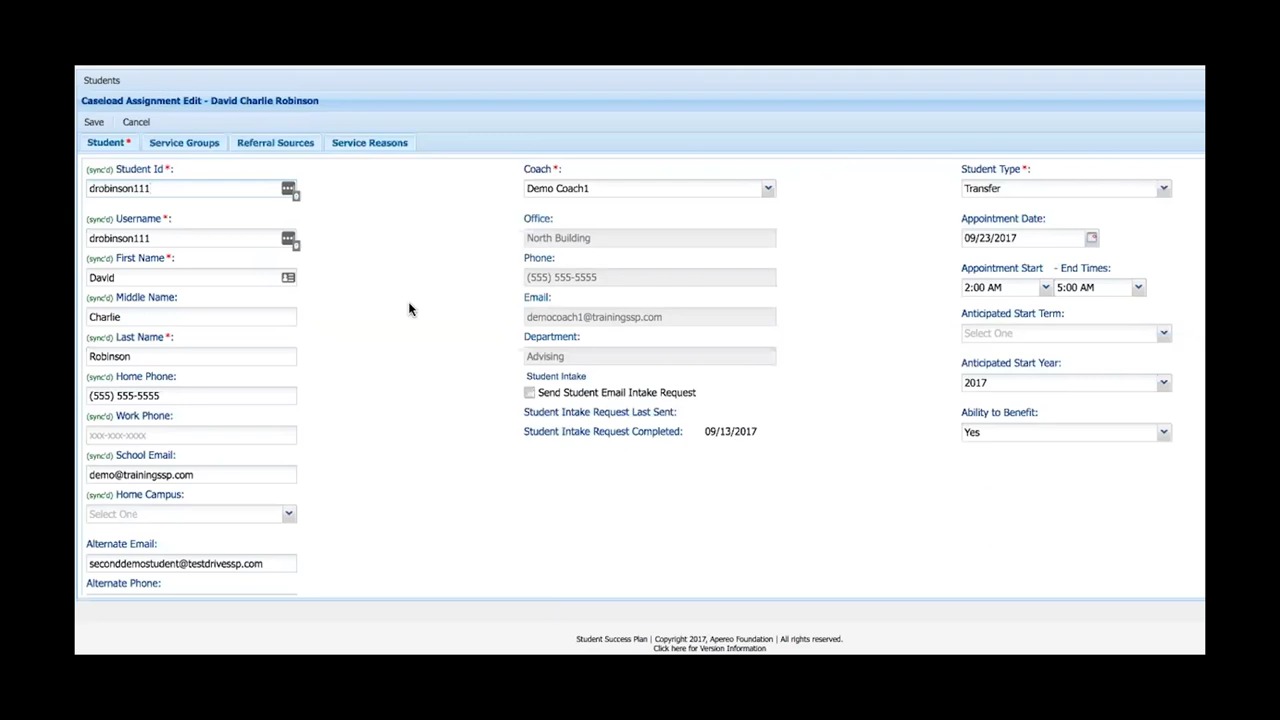 Students
Caseload Assignment Edit - David Charlie Robinson
Save Cancel
Student * Service Groups Referral Sources Service Reasons
(sync'd) Student Id *:
drobinson111
(sync'd) Username *:
drobinson111
(sync'd) First Name *:
David
(sync'd) Middle Name:
Charlie
(sync'd) Last Name *:
Robinson
(sync'd) Home Phone:
(555) 555-5555
(sync'd) Work Phone:
xxx-xxx-xxxx
(sync'd) School Email:
demo@trainingssp.com
(sync'd) Home Campus:
Select One
Alternate Email:
seconddemostudent@testdrivessp.com
Alternate Phone:
Coach *:
Demo Coach1
Office:
North Building
Phone:
(555) 555-5555
Email:
democoach1@trainingssp.com
Department:
Advising
Student Intake
Send Student Email Intake Request
Student Intake Request Last Sent:
Student Intake Request Completed: 09/13/2017
Student Type *:
Transfer
Appointment Date:
09/23/2017
Appointment Start - End Times:
2:00 AM 5:00 AM
Anticipated Start Term:
Select One
Anticipated Start Year:
2017
Ability to Benefit:
Yes
Student Success Plan | Copyright 2017, Apereo Foundation | All rights reserved.
Click here for Version Information